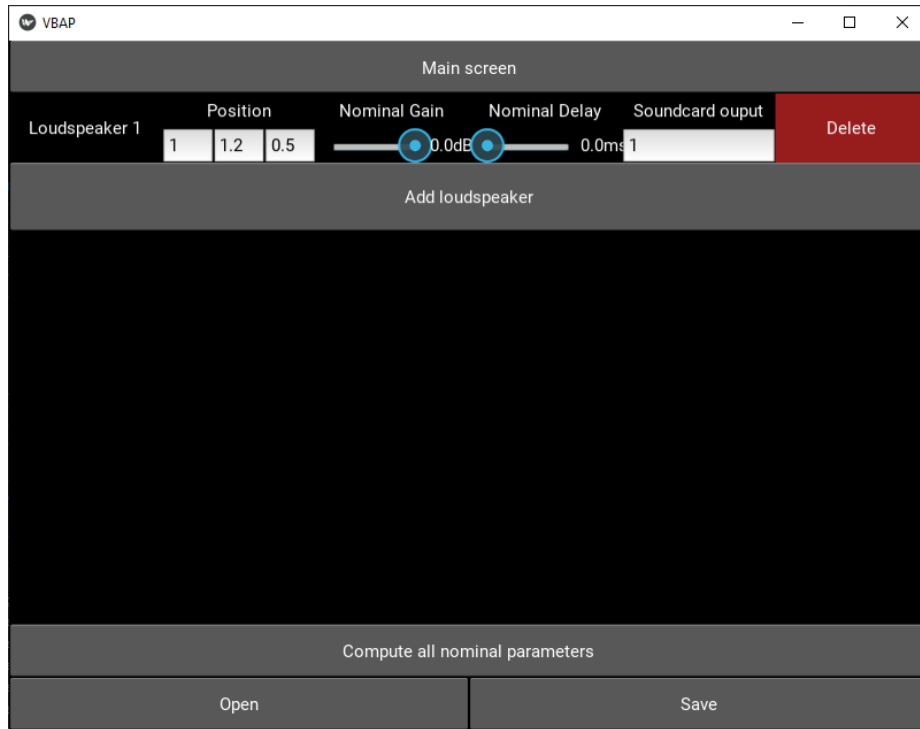 VBAP
Main screen
Loudspeaker 1
Position
1 1.2 0.5
Nominal Gain
0.0dB
Nominal Delay
0.0ms
Soundcard ouput
1
Delete
Add loudspeaker
Compute all nominal parameters
Open
Save